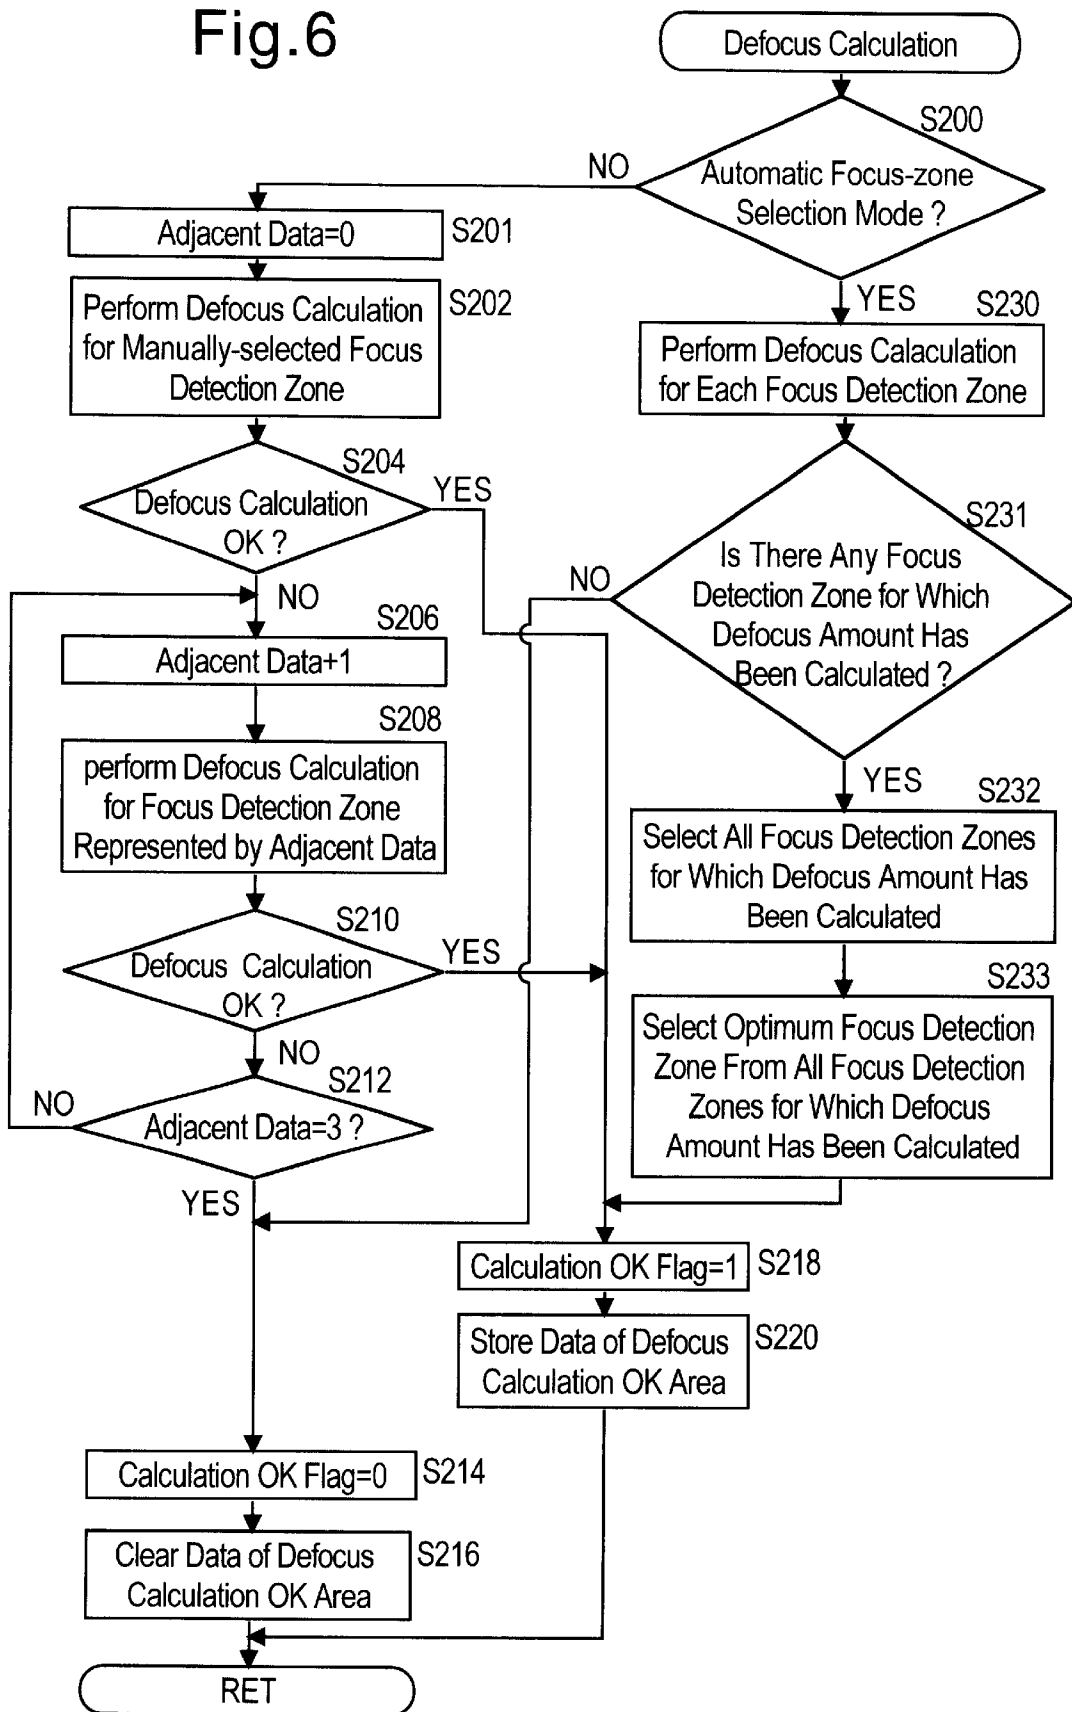 Fig.6
Defocus Calculation
S200
Automatic Focus-zone
Selection Mode ?
NO
YES
Adjacent Data=0
S201
Perform Defocus Calculation
for Manually-selected Focus
Detection Zone
S202
S204
Defocus Calculation
OK ?
YES
NO
S206
Adjacent Data+1
S208
perform Defocus Calculation
for Focus Detection Zone
Represented by Adjacent Data
S210
Defocus Calculation
OK ?
YES
NO
S212
Adjacent Data=3 ?
NO
YES
S230
Perform Defocus Calaculation
for Each Focus Detection Zone
S231
Is There Any Focus
Detection Zone for Which
Defocus Amount Has
Been Calculated ?
NO
YES
S232
Select All Focus Detection Zones
for Which Defocus Amount Has
Been Calculated
S233
Select Optimum Focus Detection
Zone From All Focus Detection
Zones for Which Defocus
Amount Has Been Calculated
Calculation OK Flag=1
S218
Store Data of Defocus
Calculation OK Area
S220
Calculation OK Flag=0
S214
Clear Data of Defocus
Calculation OK Area
S216
RET